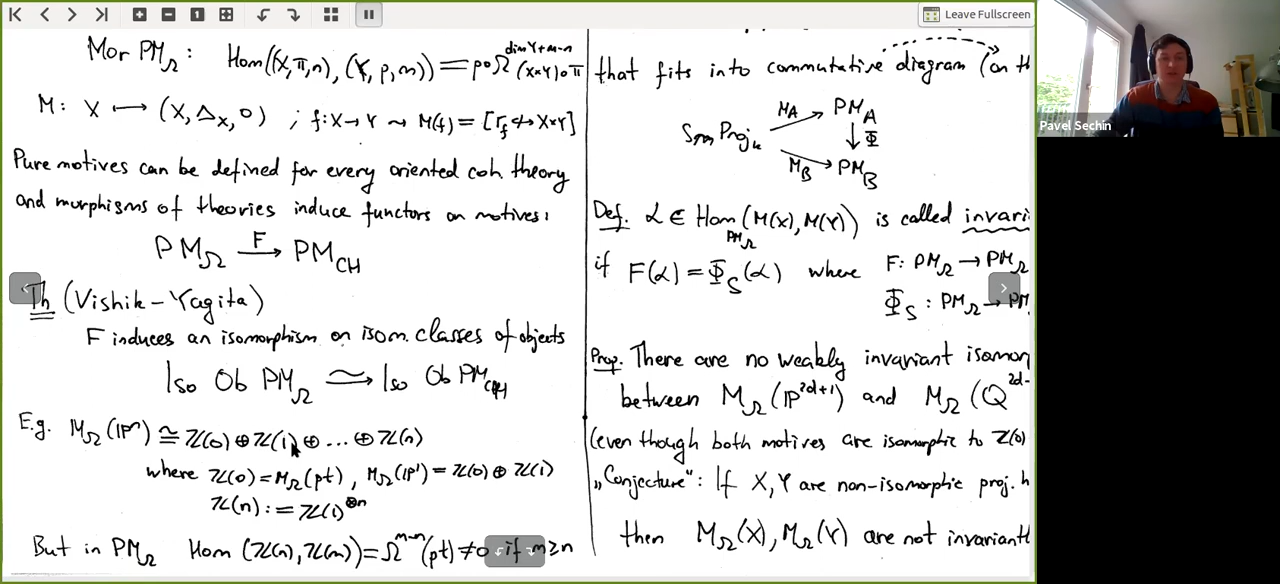 Leave Fullscreen
Pavel Sechin
Mor PM_Ω : Hom((X,π,n), (Y,ρ,m)) = ρ∘Ω^{dim Y+m-n}(X×Y)∘π
M: X ⟼ (X, Δ_X, 0) ; f: X→Y ~ M(f) = [Γ_f ↪ X×Y]
Pure motives can be defined for every oriented coh. theory
and morphisms of theories induce functors on motives:
PM_Ω —F→ PM_CH
Th (Vishik-Yagita)
F induces an isomorphism on isom. classes of objects
Iso Ob PM_Ω ⥲ Iso Ob PM_CH
E.g. M_Ω(ℙⁿ) ≅ ℤ(0) ⊕ ℤ(1) ⊕ ... ⊕ ℤ(n)
where ℤ(0) = M_Ω(pt), M_Ω(ℙ¹) = ℤ(0) ⊕ ℤ(1)
ℤ(n) := ℤ(1)^{⊗n}
But in PM_Ω Hom(ℤ(n), ℤ(m)) = Ω^{m-n}(pt) ≠ 0 if m≥n
that fits into commutative diagram (on
M_A PM_A
SmProj_k ↓Φ
M_B PM_B
Def. α ∈ Hom_{PM_Ω}(M(X), M(Y)) is called invari
if F(α) = Φ_S(α) where F: PM_Ω → PM_Ω
Φ_S : PM_Ω → PM
Prop. There are no weakly invariant isomor
between M_Ω(ℙ^{2d+1}) and M_Ω(Q^{2d-
(even though both motives are isomorphic to ℤ(0)
„Conjecture": If X, Y are non-isomorphic proj. h
then M_Ω(X), M_Ω(Y) are not invariant